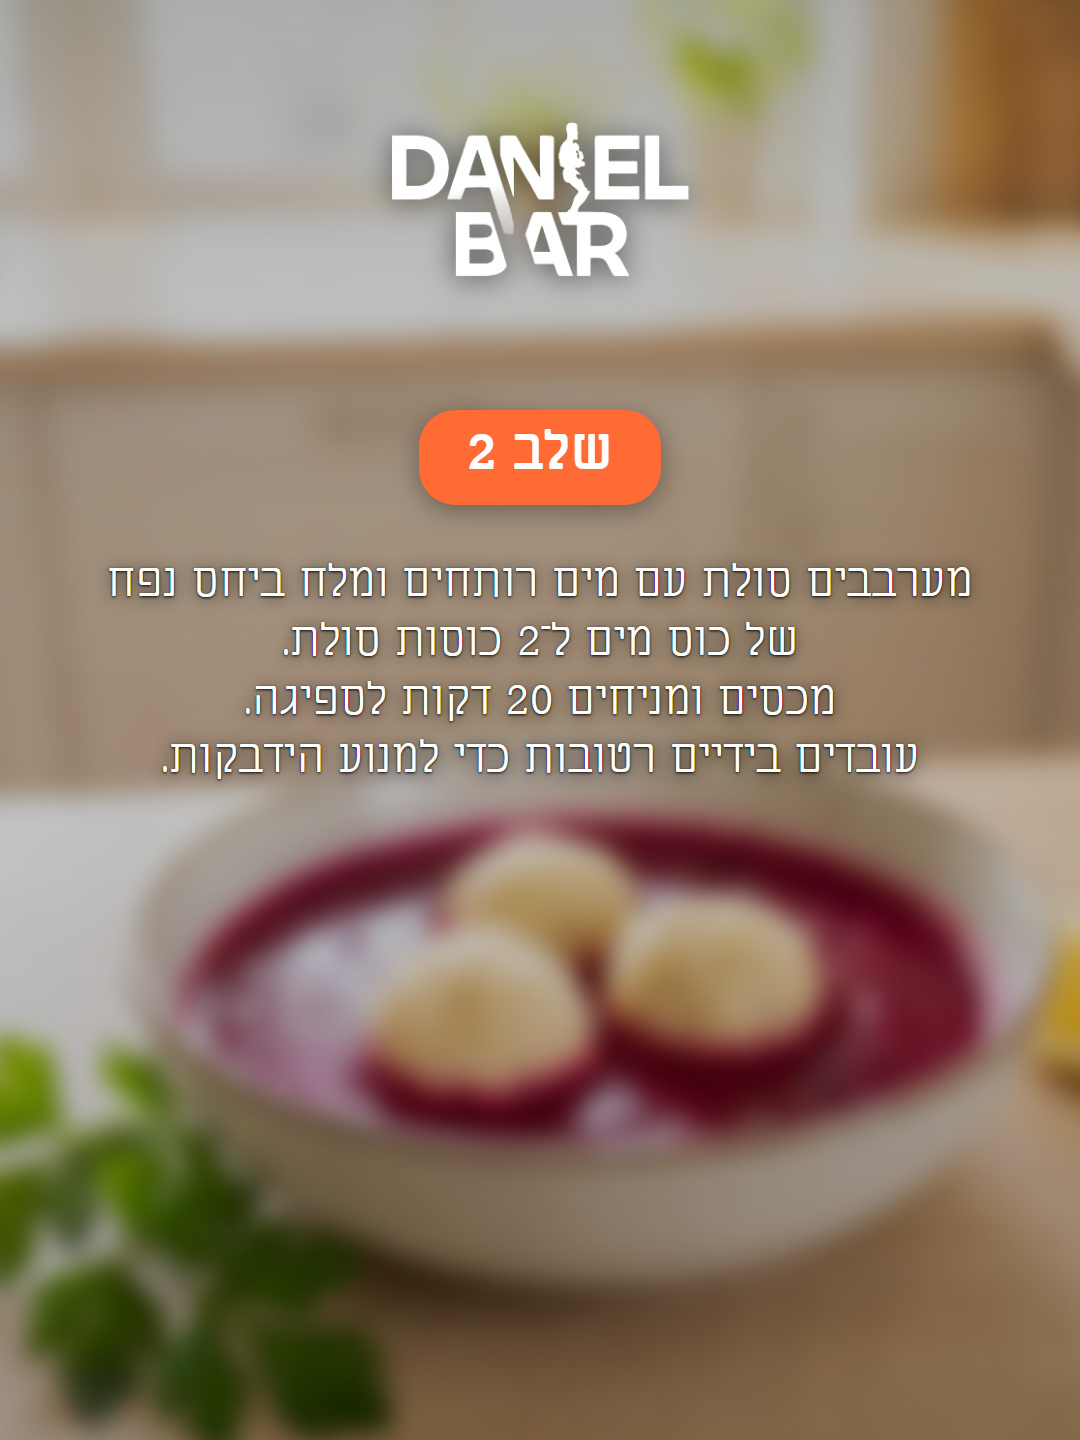 DANIEL
BAR
שלב 2
מערבבים סולת עם מים רותחים ומלח ביחס נפח
של כוס מים ל־2 כוסות סולת.
מכסים ומניחים 20 דקות לספיגה.
עובדים בידיים רטובות כדי למנוע הידבקות.